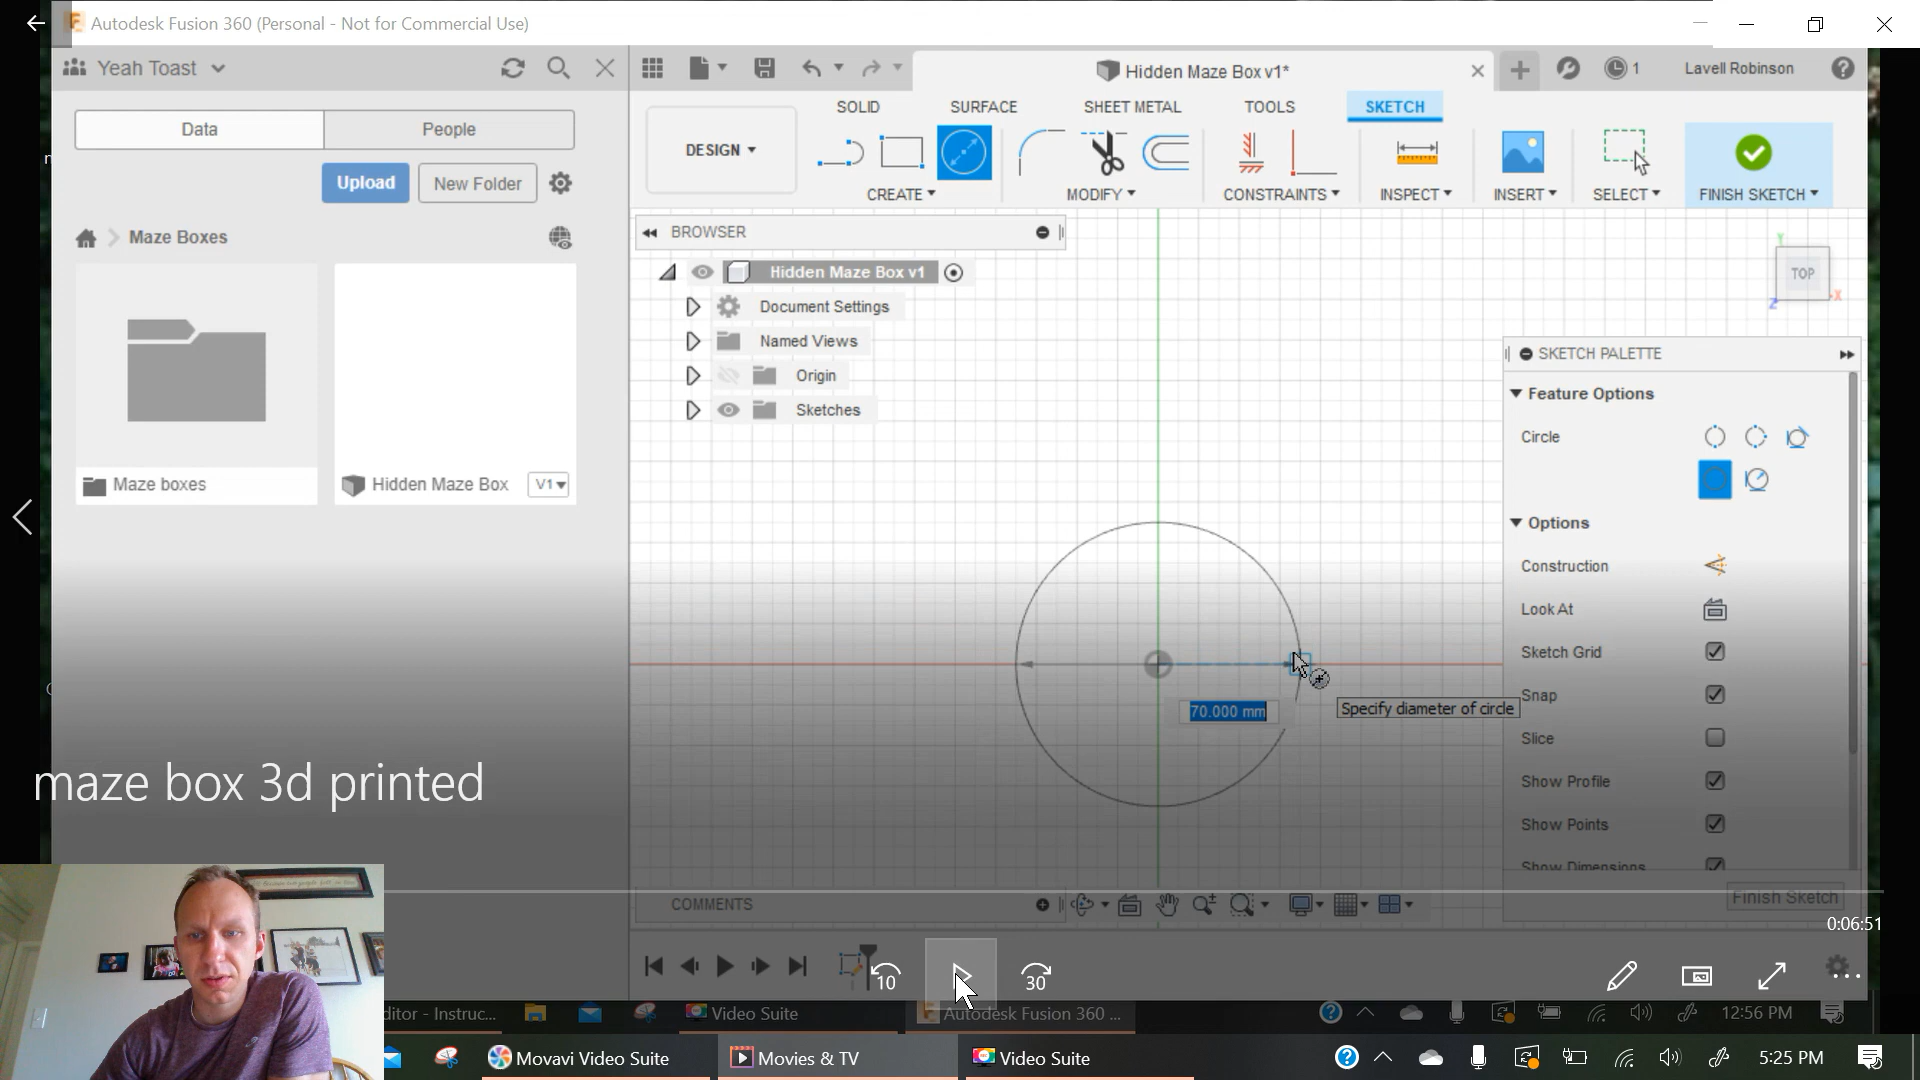 Autodesk Fusion 360 (Personal - Not for Commercial Use)
Yeah Toast
Hidden Maze Box v1*
1
Lavell Robinson
Data
People
Upload
New Folder
Maze Boxes
Maze boxes
Hidden Maze Box
V1
SOLID
SURFACE
SHEET METAL
TOOLS
SKETCH
DESIGN
CREATE
MODIFY
CONSTRAINTS
INSPECT
INSERT
SELECT
FINISH SKETCH
BROWSER
Hidden Maze Box v1
Document Settings
Named Views
Origin
Sketches
TOP
Y
X
Z
SKETCH PALETTE
Feature Options
Circle
Options
Construction
Look At
Sketch Grid
Snap
Slice
Show Profile
Show Points
Show Dimensions
Finish Sketch
70.000 mm
Specify diameter of circle
maze box 3d printed
COMMENTS
0:06:51
10
30
ditor - Instruc...
Video Suite
Autodesk Fusion 360 ...
12:56 PM
Movavi Video Suite
Movies & TV
Video Suite
5:25 PM